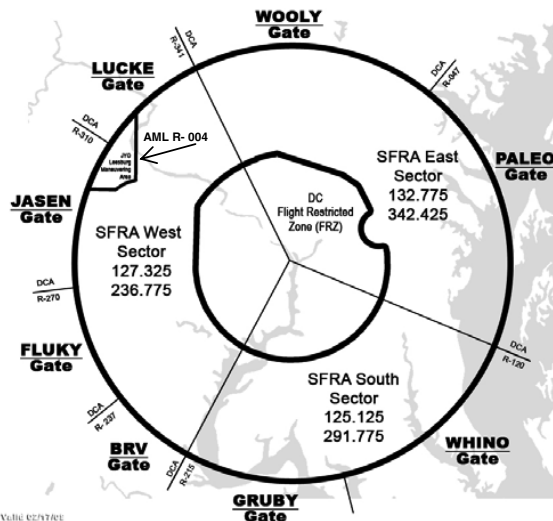 WOOLY
Gate
DCA
R-341
DCA
R-047
LUCKE
Gate
DCA
R-310
AML R- 004
JYO
Leesburg
Maneuvering
Area
PALEO
Gate
SFRA East
Sector
132.775
342.425
DC
Flight Restricted
Zone (FRZ)
JASEN
Gate
SFRA West
Sector
127.325
236.775
DCA
R-270
DCA
R-120
FLUKY
Gate
SFRA South
Sector
125.125
291.775
R- 237
BRV
Gate
DCA
R-215
WHINO
Gate
GRUBY
Gate